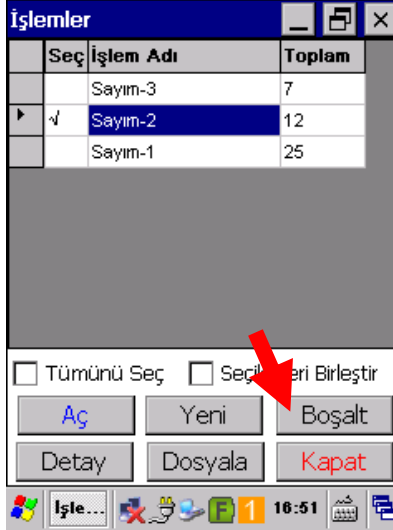 İşlemler
Seç İşlem Adı Toplam
Sayım-3 7
√ Sayım-2 12
Sayım-1 25
Tümünü Seç
Birleştir
Aç Yeni Boşalt
Detay Dosyala Kapat
İşle... F 1 16:51